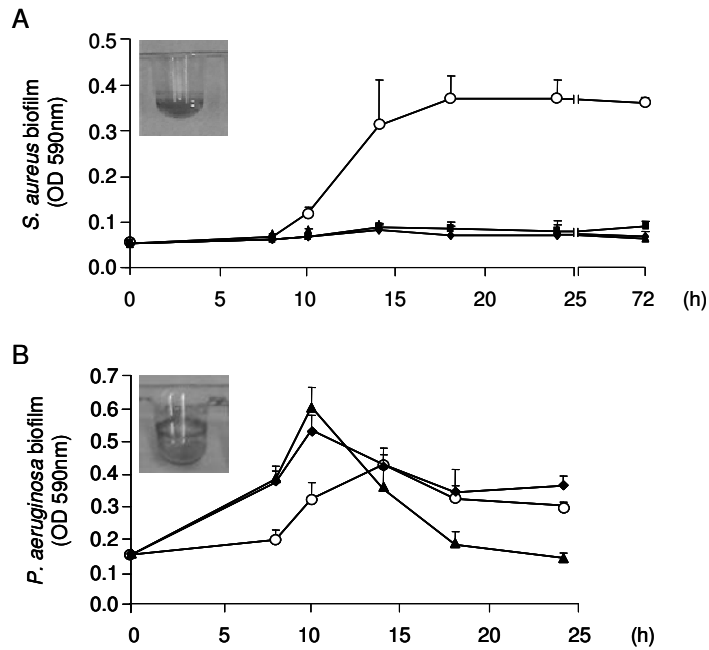 A
0.5
0.4
0.3
0.2
0.1
0.0
S. aureus biofilm
(OD 590nm)
0 5 10 15 20 25 72 (h)
B
0.7
0.6
0.5
0.4
0.3
0.2
0.1
0.0
P. aeruginosa biofilm
(OD 590nm)
0 5 10 15 20 25 (h)